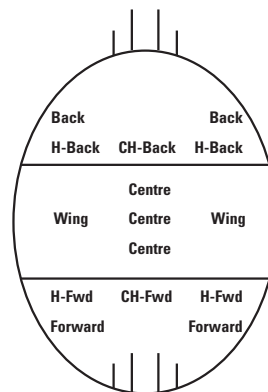 Back Back
H-Back CH-Back H-Back
Centre
Wing Centre Wing
Centre
H-Fwd CH-Fwd H-Fwd
Forward Forward